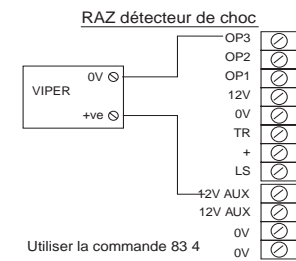 RAZ détecteur de choc
OP3
OP2
0V
OP1
VIPER
12V
+ve
0V
TR
+
LS
12V AUX
12V AUX
0V
Utiliser la commande 83 4
0V